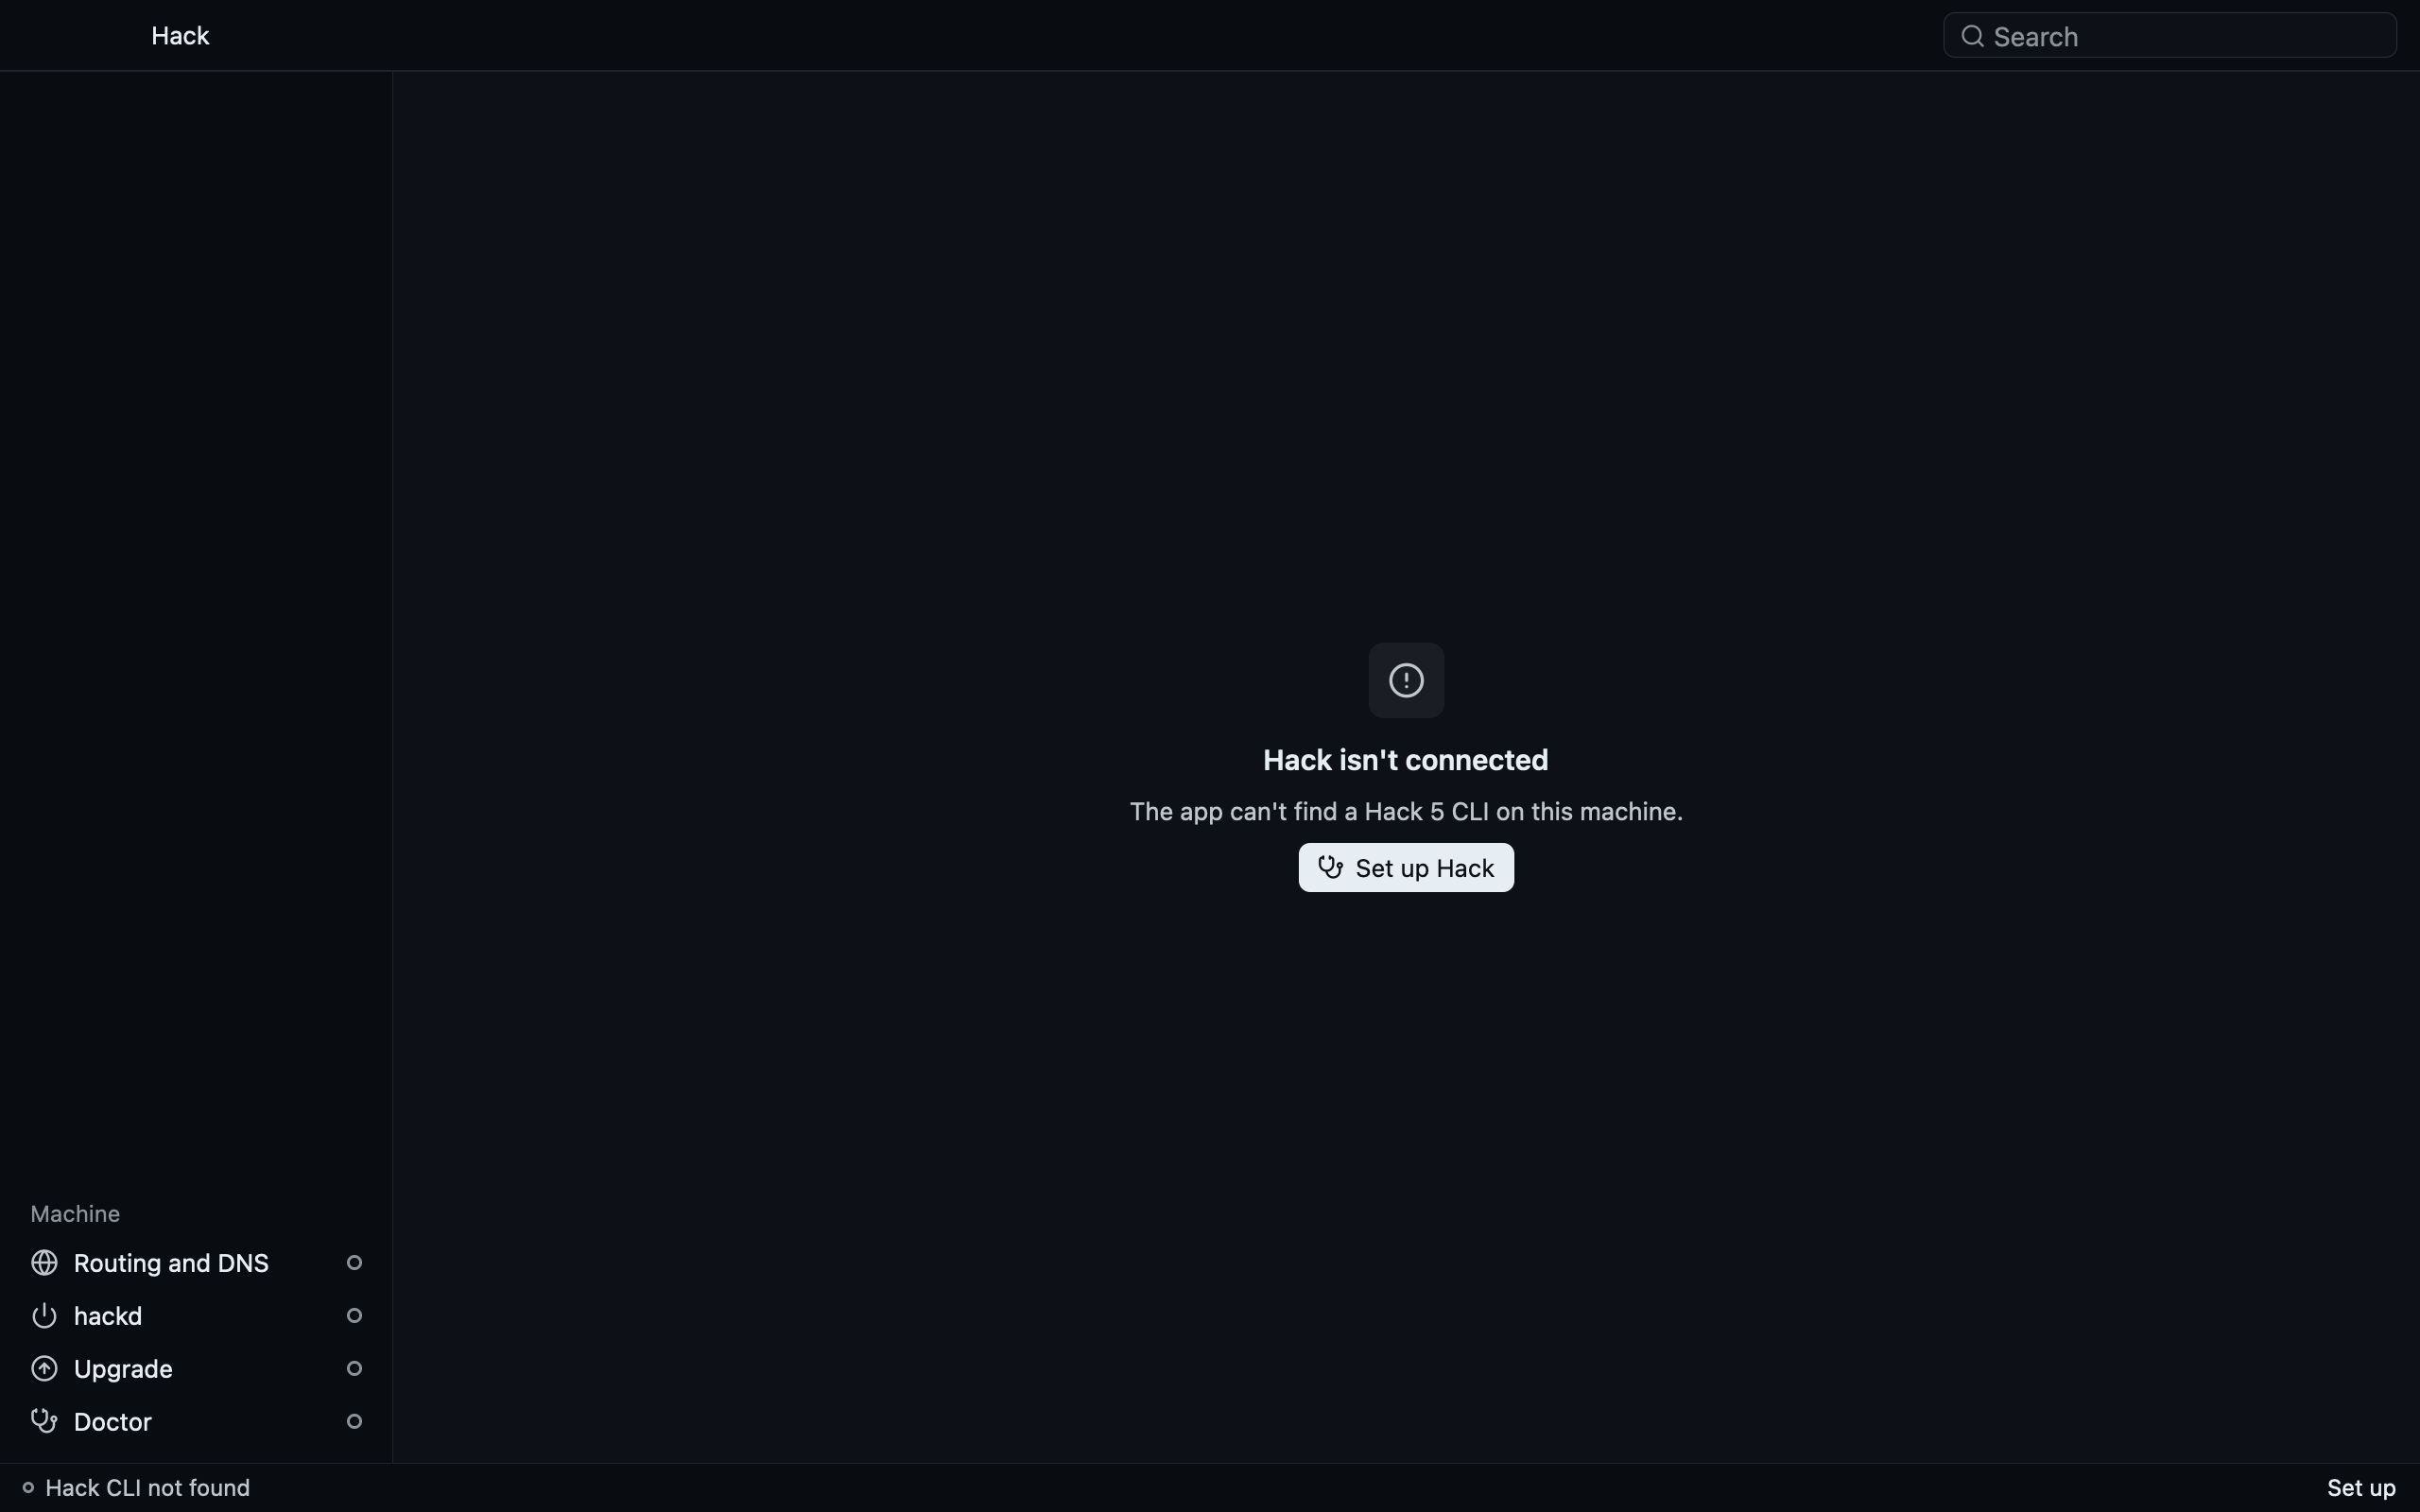 Hack
Search
Hack isn't connected
The app can't find a Hack 5 CLI on this machine.
Set up Hack
Machine
Routing and DNS
hackd
Upgrade
Doctor
Hack CLI not found
Set up